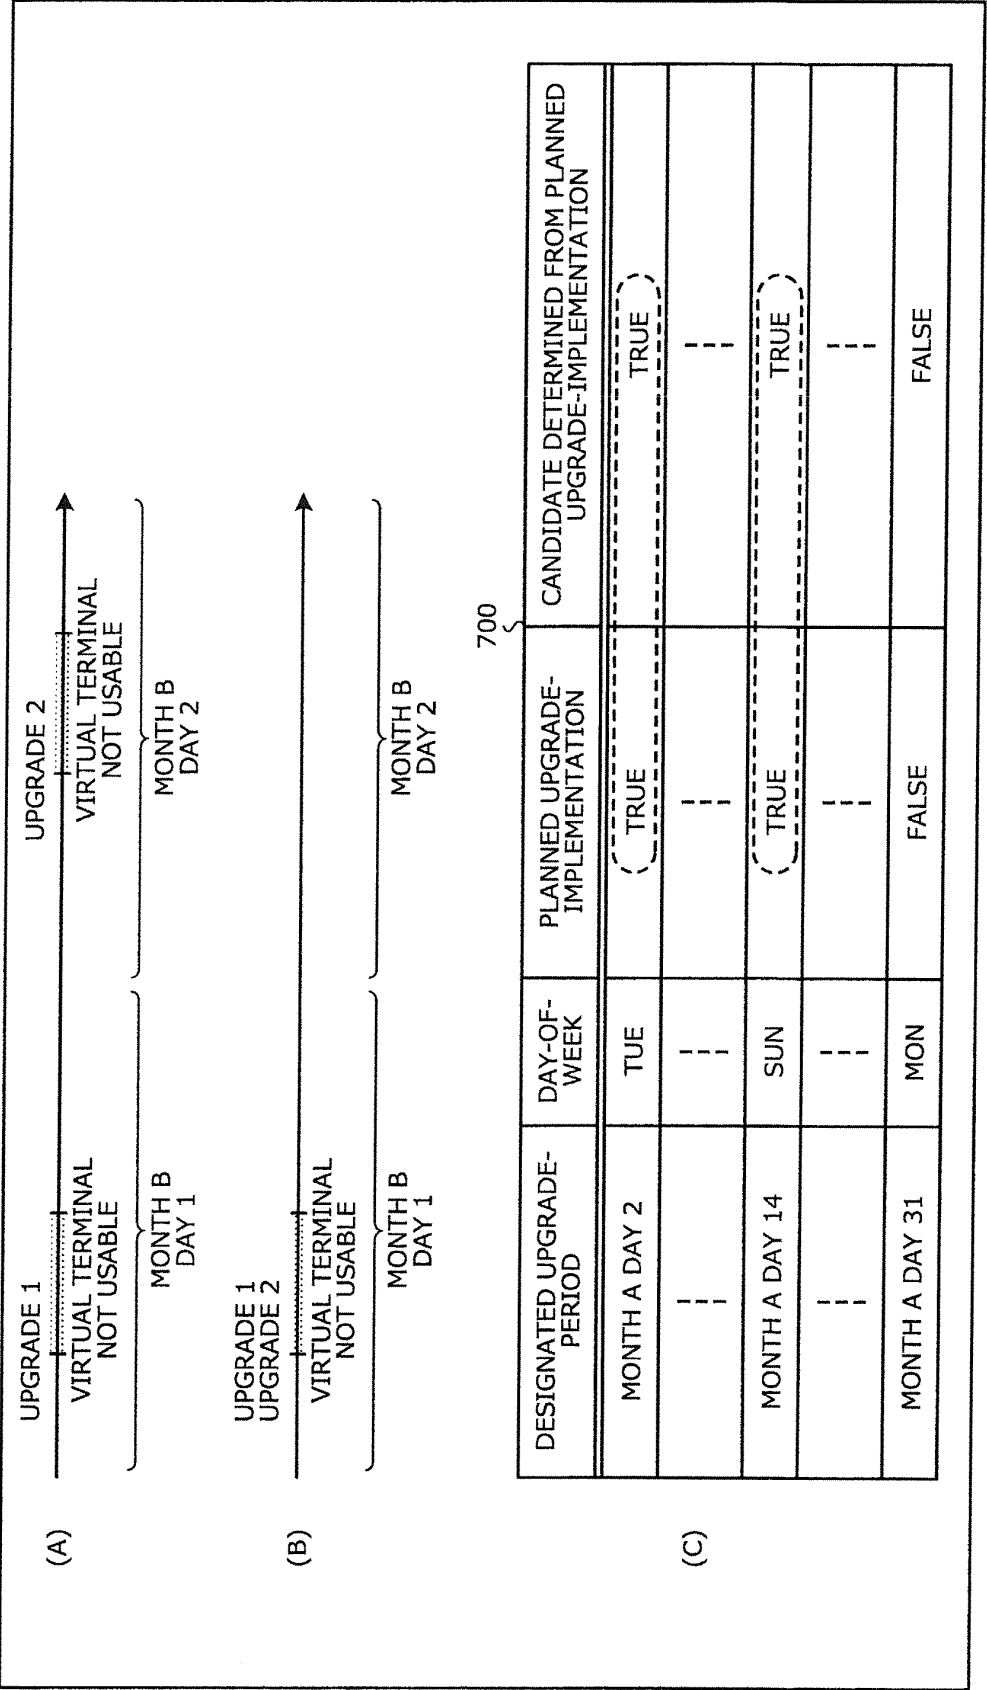 (A)
UPGRADE 1
UPGRADE 2
VIRTUAL TERMINAL
NOT USABLE
VIRTUAL TERMINAL
NOT USABLE
MONTH B
DAY 1
MONTH B
DAY 2
(B)
UPGRADE 1
UPGRADE 2
VIRTUAL TERMINAL
NOT USABLE
MONTH B
DAY 1
MONTH B
DAY 2
(C)
700
DESIGNATED UPGRADE-
PERIOD
DAY-OF-
WEEK
PLANNED UPGRADE-
IMPLEMENTATION
CANDIDATE DETERMINED FROM PLANNED
UPGRADE-IMPLEMENTATION
MONTH A DAY 2 TUE TRUE TRUE
MONTH A DAY 14 SUN TRUE TRUE
MONTH A DAY 31 MON FALSE FALSE